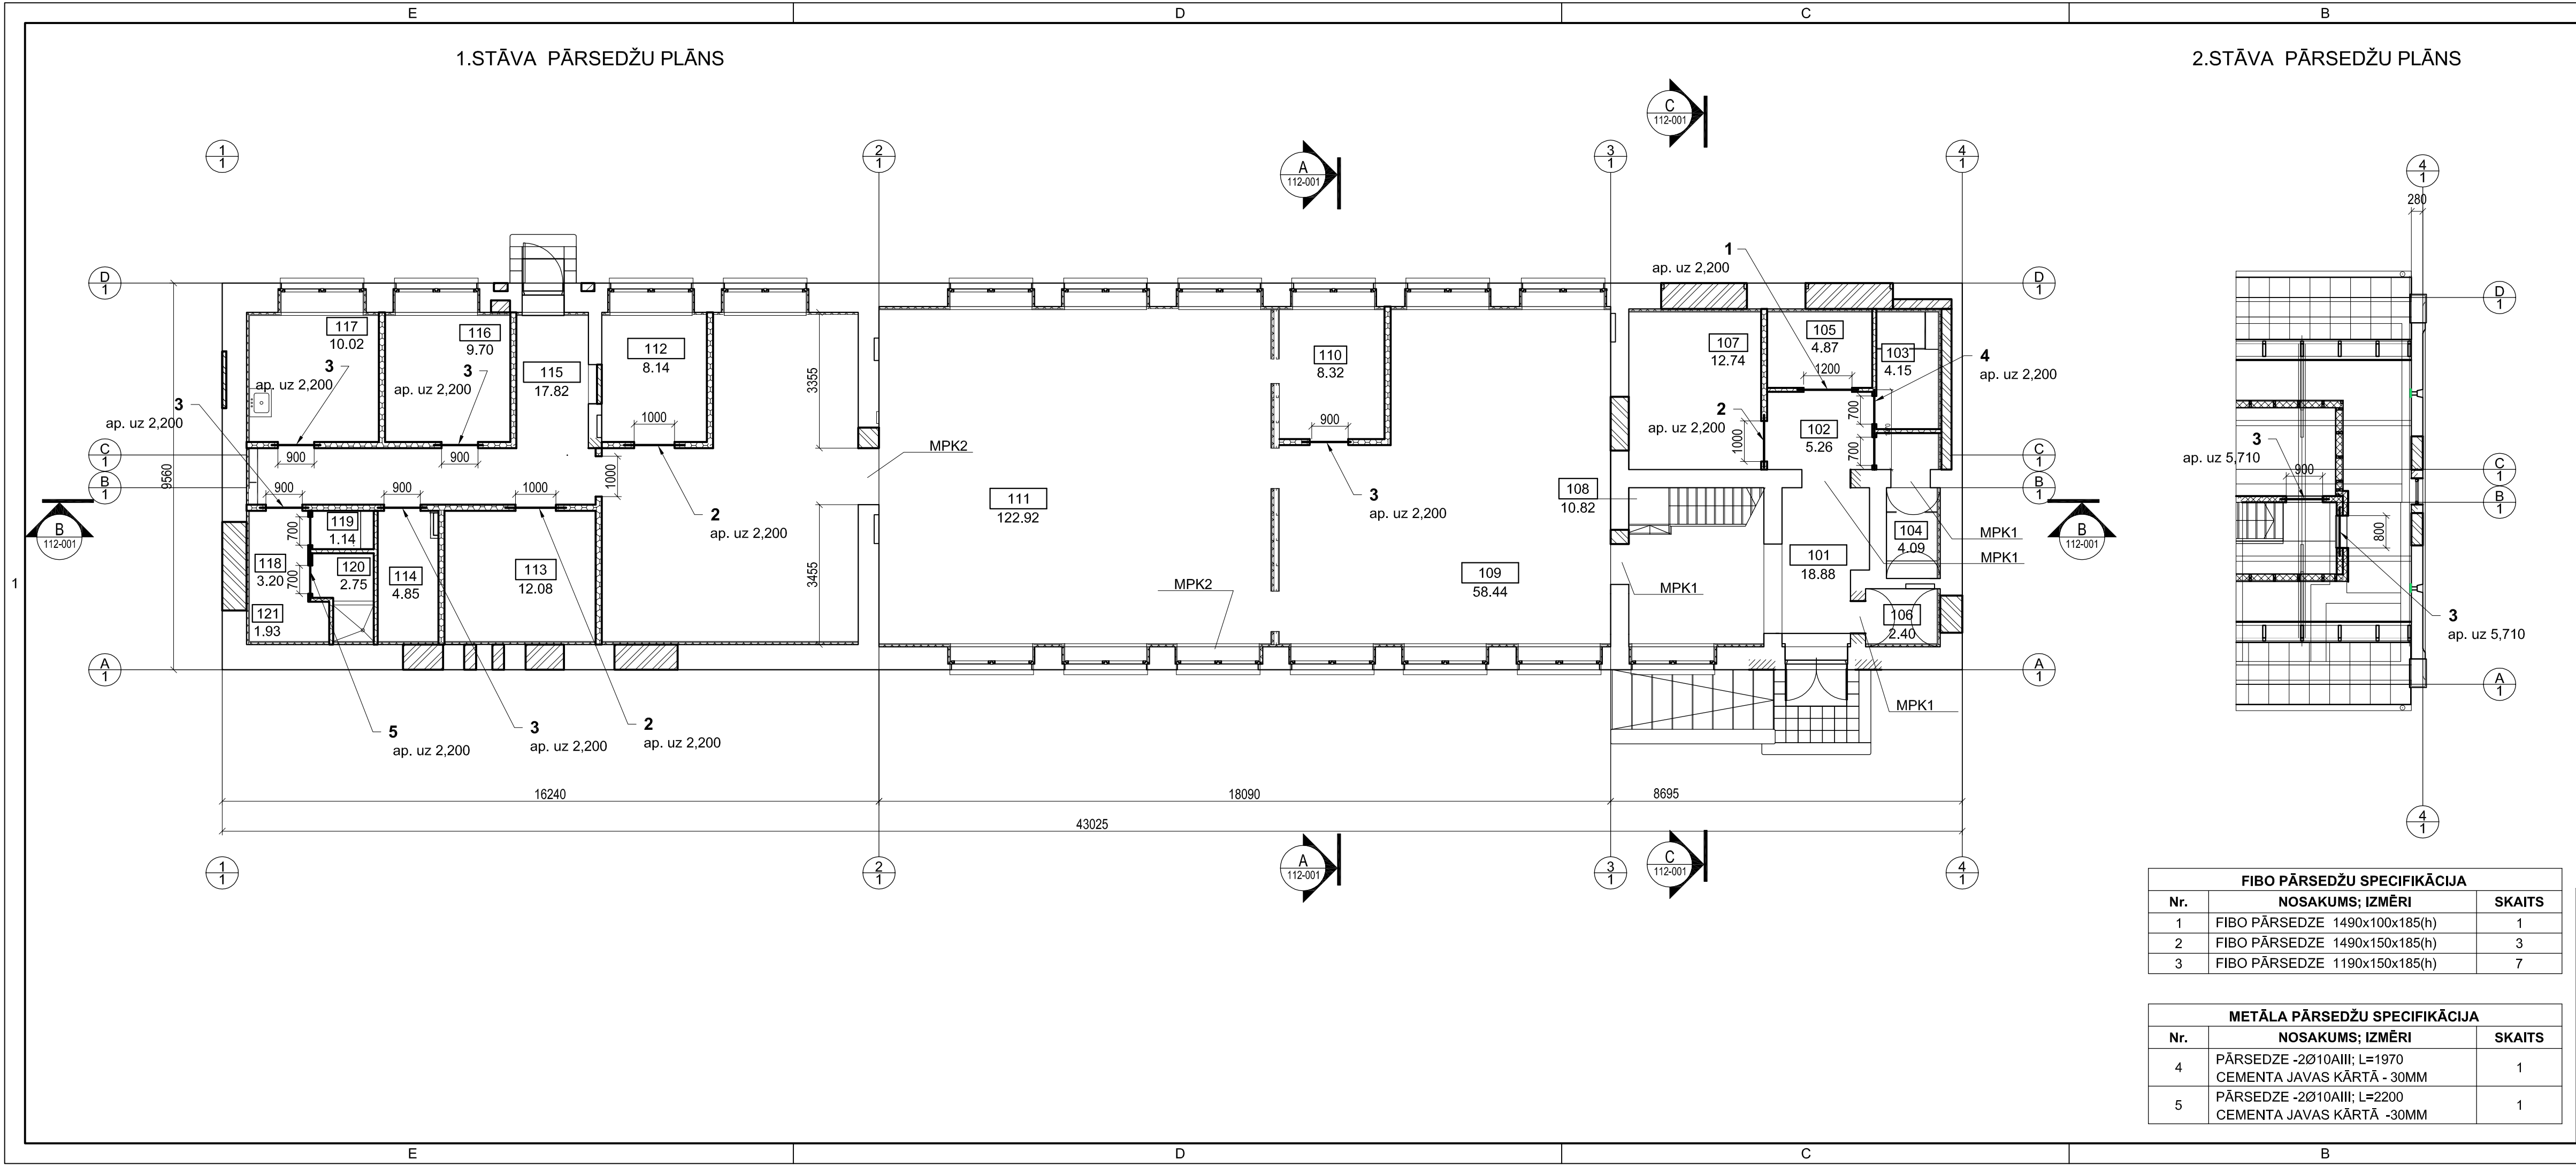 E
D
C
B
1.STĀVA PĀRSEDŽU PLĀNS
2.STĀVA PĀRSEDŽU PLĀNS
C
112-001
1
1
2
1
A
112-001
3
1
4
1
4
1
280
1
ap. uz 2,200
D
1
D
1
D
1
117
10.02
116
9.70
115
17.82
112
8.14
3355
110
8.32
107
12.74
105
4.87
103
4.15
4
ap. uz 2,200
3
ap. uz 2,200
3
ap. uz 2,200
3
ap. uz 2,200
1200
1000
900
700
2
ap. uz 2,200
1000
102
5.26
700
3
ap. uz 5,710
900
C
1
B
1
9560
900
900
1000
MPK2
C
1
B
1
C
1
B
1
900
900
1000
111
122.92
108
10.82
3
ap. uz 2,200
2
ap. uz 2,200
B
112-001
B
112-001
700
119
1.14
118
3.20
700
120
2.75
114
4.85
113
12.08
3455
MPK2
109
58.44
MPK1
101
18.88
104
4.09
MPK1
MPK1
800
1
121
1.93
106
2.40
3
ap. uz 5,710
A
1
A
1
A
1
MPK1
5
ap. uz 2,200
3
ap. uz 2,200
2
ap. uz 2,200
16240
18090
8695
43025
1
1
2
1
A
112-001
3
1
C
112-001
4
1
4
1
FIBO PĀRSEDŽU SPECIFIKĀCIJA
Nr. NOSAKUMS; IZMĒRI SKAITS
1 FIBO PĀRSEDZE 1490x100x185(h) 1
2 FIBO PĀRSEDZE 1490x150x185(h) 3
3 FIBO PĀRSEDZE 1190x150x185(h) 7
METĀLA PĀRSEDŽU SPECIFIKĀCIJA
Nr. NOSAKUMS; IZMĒRI SKAITS
4 PĀRSEDZE -2Ø10AIII; L=1970 1
CEMENTA JAVAS KĀRTĀ - 30MM
5 PĀRSEDZE -2Ø10AIII; L=2200 1
CEMENTA JAVAS KĀRTĀ -30MM
E
D
C
B